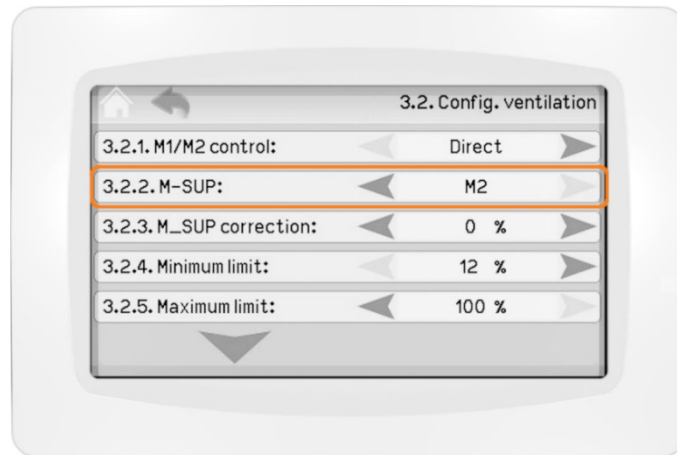 3.2. Config. ventilation
3.2.1. M1/M2 control: Direct
3.2.2. M-SUP: M2
3.2.3. M_SUP correction: 0 %
3.2.4. Minimum limit: 12 %
3.2.5. Maximum limit: 100 %